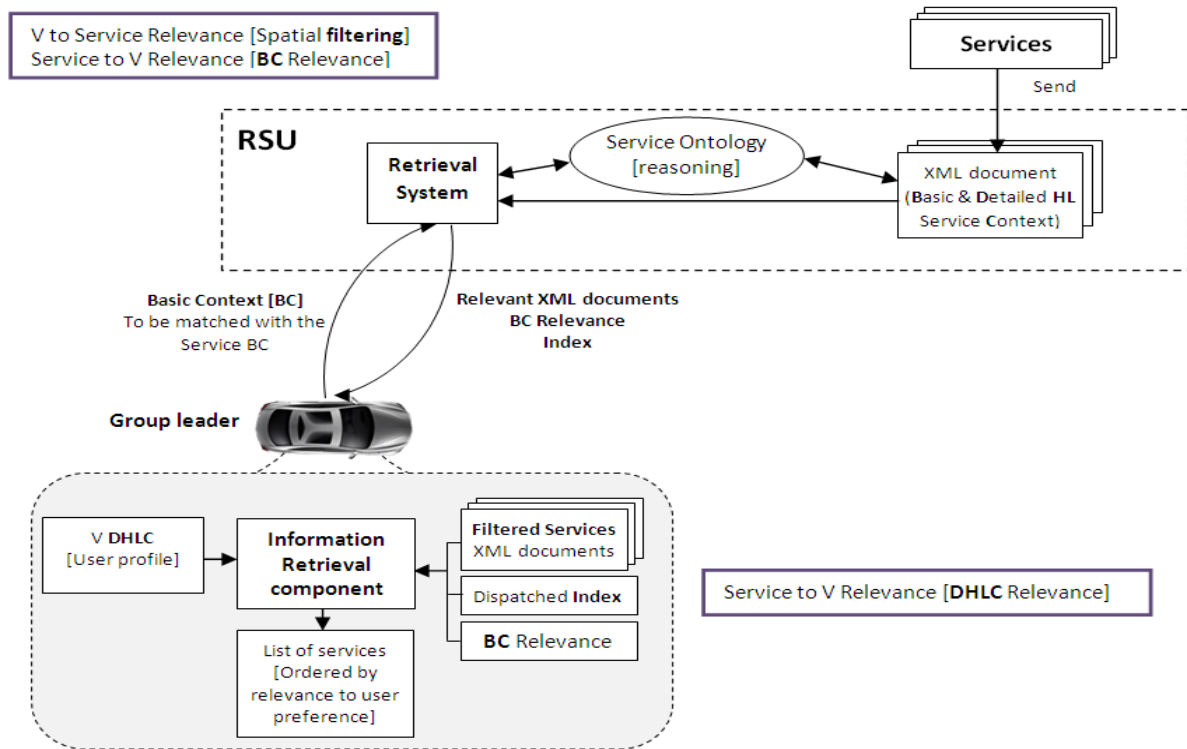 V to Service Relevance [Spatial filtering]
Service to V Relevance [BC Relevance]
Services
Send
RSU
Retrieval
System
Service Ontology
[reasoning]
XML document
(Basic & Detailed HL
Service Context)
Basic Context [BC]
To be matched with the
Service BC
Relevant XML documents
BC Relevance
Index
Group leader
V DHLC
[User profile]
Information
Retrieval
component
Filtered Services
XML documents
Dispatched Index
BC Relevance
List of services
[Ordered by
relevance to user
preference]
Service to V Relevance [DHLC Relevance]